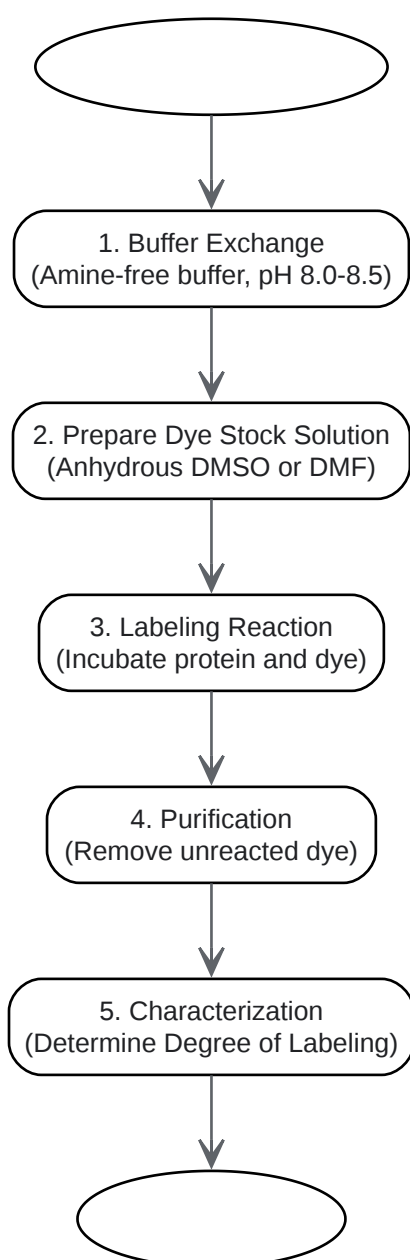 1. Buffer Exchange
(Amine-free buffer, pH 8.0-8.5)
2. Prepare Dye Stock Solution
(Anhydrous DMSO or DMF)
3. Labeling Reaction
(Incubate protein and dye)
4. Purification
(Remove unreacted dye)
5. Characterization
(Determine Degree of Labeling)